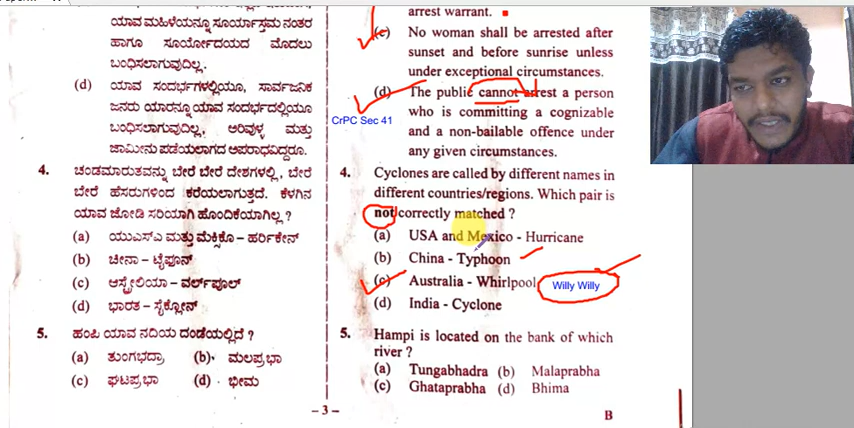 ಯಾವ ಮಹಿಳೆಯನ್ನೂ ಸೂರ್ಯಾಸ್ತಮ ನಂತರ
ಹಾಗೂ ಸೂರ್ಯೋದಯದ ಮೊದಲು
ಬಂಧಿಸಲಾಗುವುದಿಲ್ಲ.
(d) ಯಾವ ಸಂದರ್ಭಗಳಲ್ಲಿಯೂ, ಸಾರ್ವಜನಿಕ
ಜನರು ಯಾರನ್ನೂ ಯಾವ ಸಂದರ್ಭದಲ್ಲಿಯೂ
ಬಂಧಿಸಲಾಗುವುದಿಲ್ಲ, ಅರಿವುಳ್ಳ ಮತ್ತು
ಜಾಮೀನು ಪಡೆಯಲಾಗದ ಅಪರಾಧವಿದ್ದರೂ.
4. ಚಂಡಮಾರುತವನ್ನು ಬೇರೆ ಬೇರೆ ದೇಶಗಳಲ್ಲಿ, ಬೇರೆ
ಬೇರೆ ಹೆಸರುಗಳಿಂದ ಕರೆಯಲಾಗುತ್ತದೆ. ಕೆಳಗಿನ
ಯಾವ ಜೋಡಿ ಸರಿಯಾಗಿ ಹೊಂದಿಕೆಯಾಗಿಲ್ಲ ?
(a) ಯುಎಸ್ಎ ಮತ್ತು ಮೆಕ್ಸಿಕೊ – ಹರ್ರಿಕೇನ್
(b) ಚೀನಾ – ಟೈಫೂನ್
(c) ಆಸ್ಟ್ರೇಲಿಯಾ – ವರ್ಲ್‌ಪೂಲ್
(d) ಭಾರತ – ಸೈಕ್ಲೋನ್
5. ಹಂಪಿ ಯಾವ ನದಿಯ ದಂಡೆಯಲ್ಲಿದೆ ?
(a) ತುಂಗಭದ್ರಾ (b) ಮಲಪ್ರಭಾ
(c) ಘಟಪ್ರಭಾ (d) ಭೀಮ
arrest warrant.
(c) No woman shall be arrested after
sunset and before sunrise unless
under exceptional circumstances.
(d) The public cannot arrest a person
CrPC Sec 41
who is committing a cognizable
and a non-bailable offence under
any given circumstances.
4. Cyclones are called by different names in
different countries/regions. Which pair is
not correctly matched ?
(a) USA and Mexico - Hurricane
(b) China - Typhoon
(c) Australia - Whirlpool Willy Willy
(d) India - Cyclone
5. Hampi is located on the bank of which
river ?
(a) Tungabhadra (b) Malaprabha
(c) Ghataprabha (d) Bhima
– 3 –
B